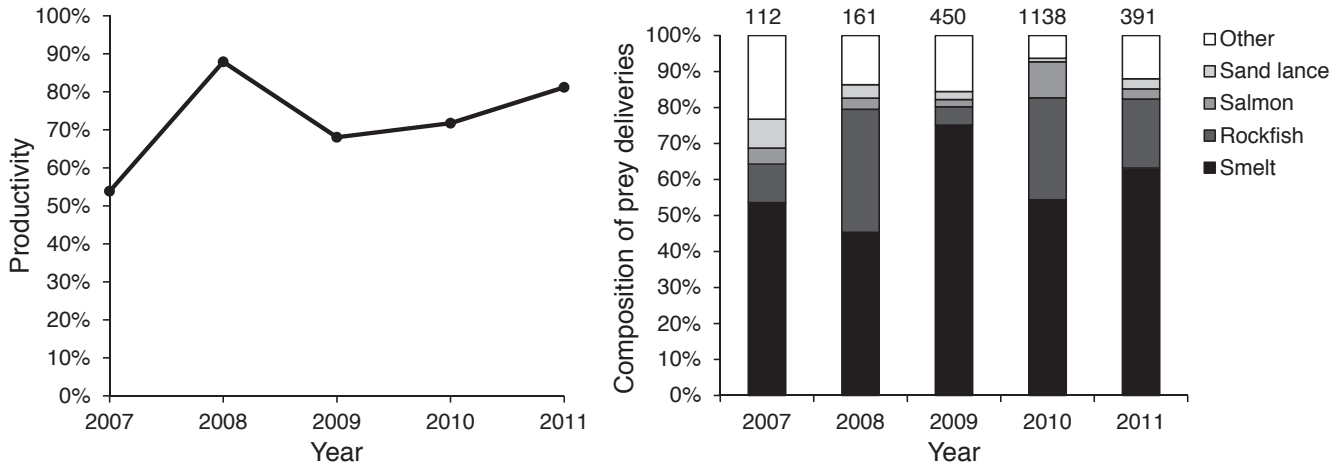 100%
90%
80%
70%
60%
50%
40%
30%
20%
10%
0%
Productivity
2007 2008 2009 2010 2011
Year
112 161 450 1138 391
100%
90%
80%
70%
60%
50%
40%
30%
20%
10%
0%
Composition of prey deliveries
2007 2008 2009 2010 2011
Year
Other
Sand lance
Salmon
Rockfish
Smelt